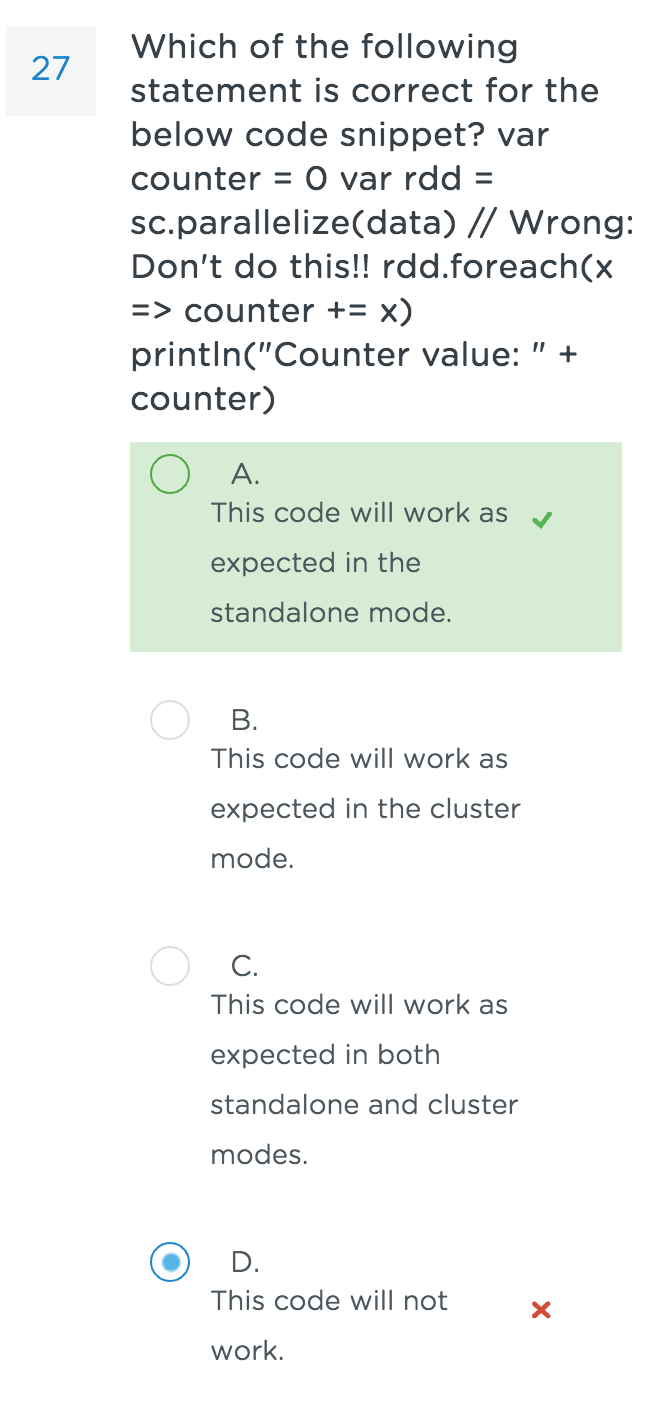 27
Which of the following
statement is correct for the
below code snippet? var
counter = 0 var rdd =
sc.parallelize(data) // Wrong:
Don't do this!! rdd.foreach(x
=> counter += x)
println("Counter value: " +
counter)
A.
This code will work as
expected in the
standalone mode.
B.
This code will work as
expected in the cluster
mode.
C.
This code will work as
expected in both
standalone and cluster
modes.
D.
This code will not
work.